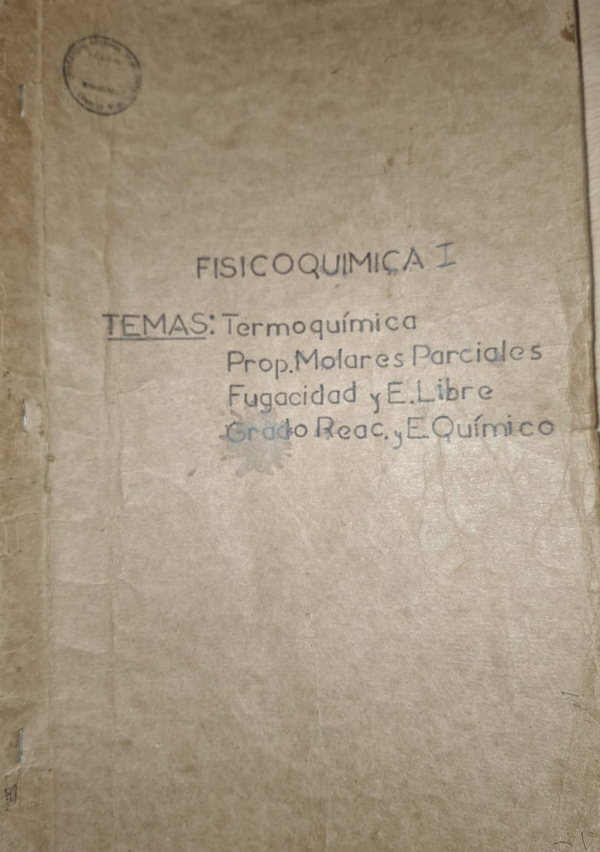 FISICOQUIMICA I
TEMAS: Termoquímica
Prop. Molares Parciales
Fugacidad y E. Libre
Grado Reac. y E. Químico